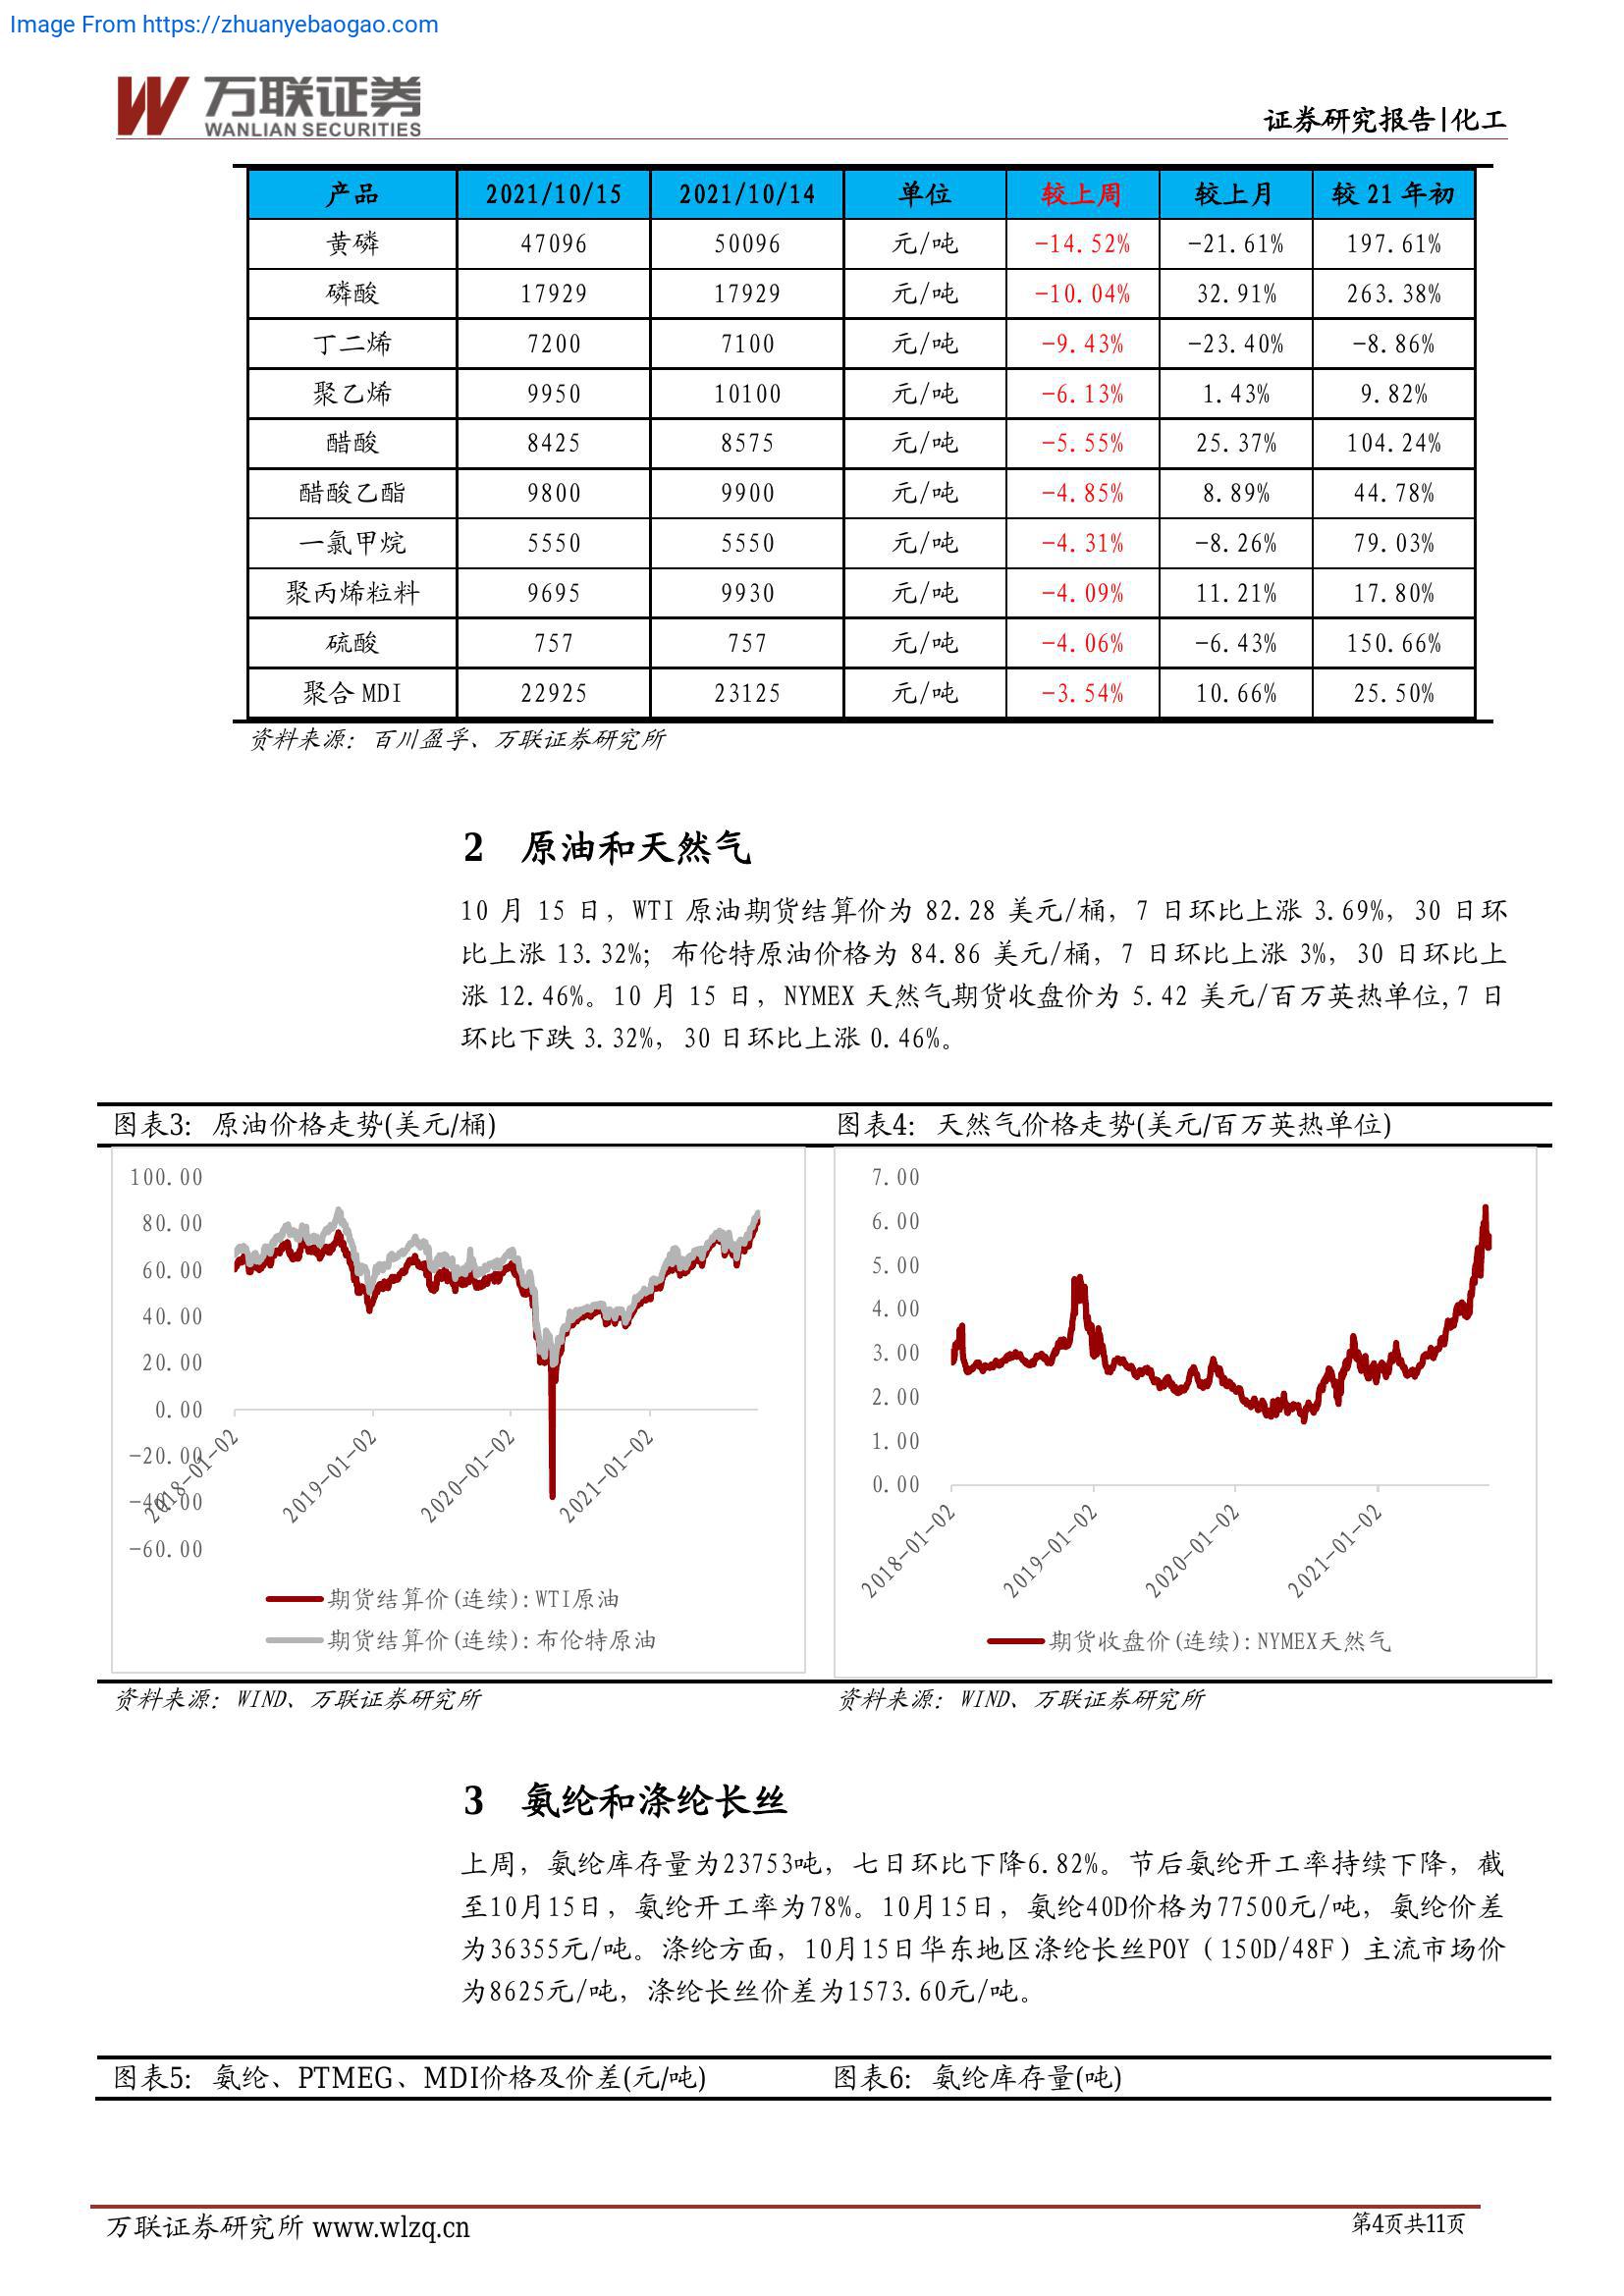 Image From https://zhuanyebaogao.com
万联证券
WANLIAN SECURITIES
证券研究报告|化工
产品 2021/10/15 2021/10/14 单位 较上周 较上月 较 21 年初
黄磷 47096 50096 元/吨 -14.52% -21.61% 197.61%
磷酸 17929 17929 元/吨 -10.04% 32.91% 263.38%
丁二烯 7200 7100 元/吨 -9.43% -23.40% -8.86%
聚乙烯 9950 10100 元/吨 -6.13% 1.43% 9.82%
醋酸 8425 8575 元/吨 -5.55% 25.37% 104.24%
醋酸乙酯 9800 9900 元/吨 -4.85% 8.89% 44.78%
一氯甲烷 5550 5550 元/吨 -4.31% -8.26% 79.03%
聚丙烯粒料 9695 9930 元/吨 -4.09% 11.21% 17.80%
硫酸 757 757 元/吨 -4.06% -6.43% 150.66%
聚合 MDI 22925 23125 元/吨 -3.54% 10.66% 25.50%
资料来源：百川盈孚、万联证券研究所
2 原油和天然气
10 月 15 日，WTI 原油期货结算价为 82.28 美元/桶，7 日环比上涨 3.69%，30 日环
比上涨 13.32%；布伦特原油价格为 84.86 美元/桶，7 日环比上涨 3%，30 日环比上
涨 12.46%。10 月 15 日，NYMEX 天然气期货收盘价为 5.42 美元/百万英热单位,7 日
环比下跌 3.32%，30 日环比上涨 0.46%。
图表3：原油价格走势(美元/桶)
100.00
80.00
60.00
40.00
20.00
0.00
-20.00
-40.00
-60.00
2018-01-02
2019-01-02
2020-01-02
2021-01-02
期货结算价(连续):WTI原油
期货结算价(连续):布伦特原油
资料来源：WIND、万联证券研究所
图表4：天然气价格走势(美元/百万英热单位)
7.00
6.00
5.00
4.00
3.00
2.00
1.00
0.00
2018-01-02
2019-01-02
2020-01-02
2021-01-02
期货收盘价(连续):NYMEX天然气
资料来源：WIND、万联证券研究所
3 氨纶和涤纶长丝
上周，氨纶库存量为23753吨，七日环比下降6.82%。节后氨纶开工率持续下降，截
至10月15日，氨纶开工率为78%。10月15日，氨纶40D价格为77500元/吨，氨纶价差
为36355元/吨。涤纶方面，10月15日华东地区涤纶长丝POY（150D/48F）主流市场价
为8625元/吨，涤纶长丝价差为1573.60元/吨。
图表5：氨纶、PTMEG、MDI价格及价差(元/吨)
图表6：氨纶库存量(吨)
万联证券研究所 www.wlzq.cn
第4页共11页